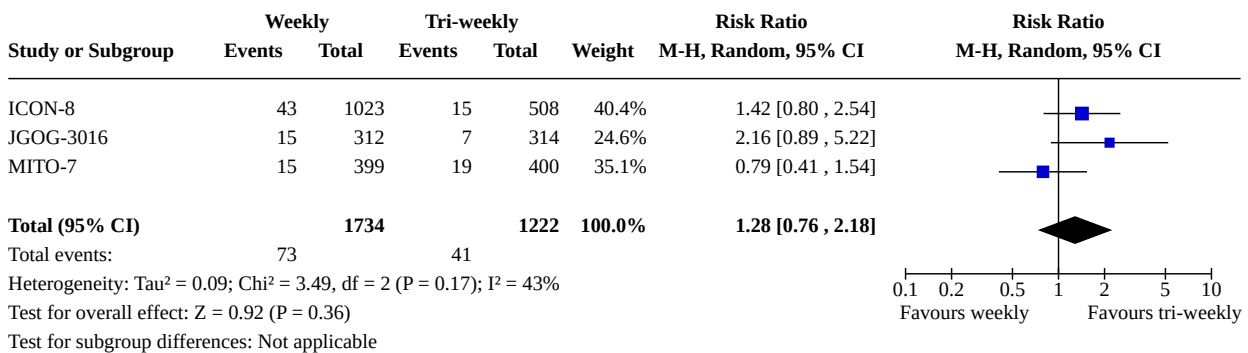 Weekly Tri-weekly Risk Ratio Risk Ratio
Study or Subgroup Events Total Events Total Weight M-H, Random, 95% CI M-H, Random, 95% CI
ICON-8 43 1023 15 508 40.4% 1.42 [0.80 , 2.54]
JGOG-3016 15 312 7 314 24.6% 2.16 [0.89 , 5.22]
MITO-7 15 399 19 400 35.1% 0.79 [0.41 , 1.54]
Total (95% CI) 1734 1222 100.0% 1.28 [0.76 , 2.18]
Total events: 73 41
Heterogeneity: Tau² = 0.09; Chi² = 3.49, df = 2 (P = 0.17); I² = 43%
0.1 0.2 0.5 1 2 5 10
Test for overall effect: Z = 0.92 (P = 0.36) Favours weekly Favours tri-weekly
Test for subgroup differences: Not applicable